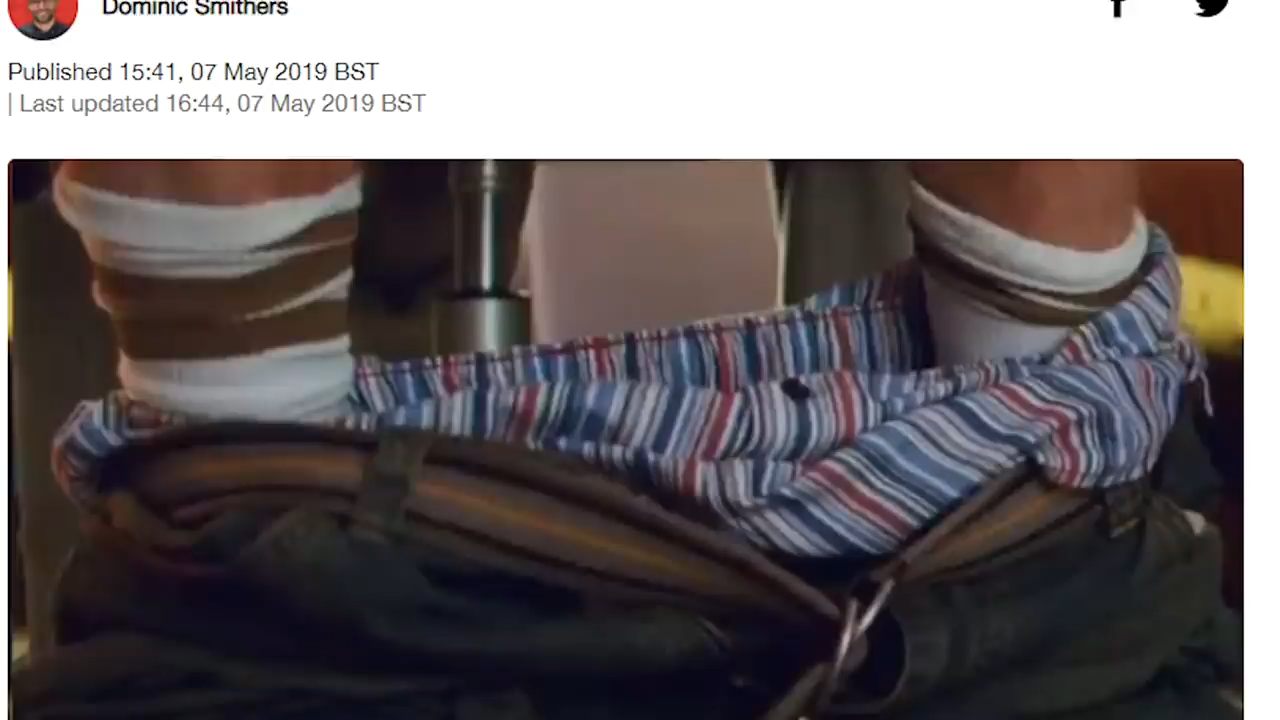 Dominic Smithers
Published 15:41, 07 May 2019 BST
| Last updated 16:44, 07 May 2019 BST